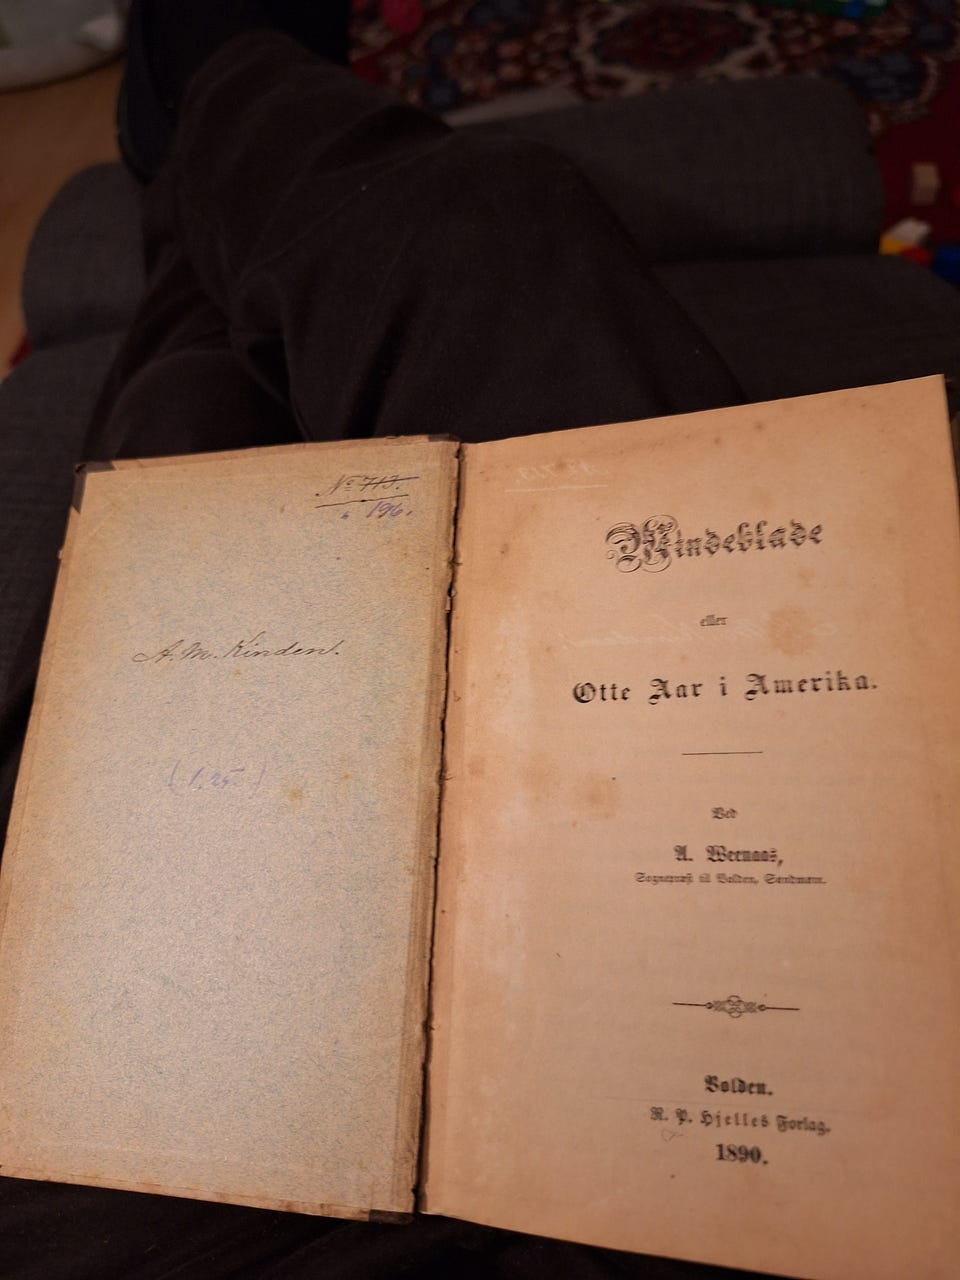 No 713.
" 196.
A. M. Kinden.
(1,25)
Mindeblade
eller
Otte Aar i Amerika.
Ved
A. Weenaas,
Sognepræst til Volden, Søndmøre.
Volden.
R. P. Hjelles Forlag.
1890.